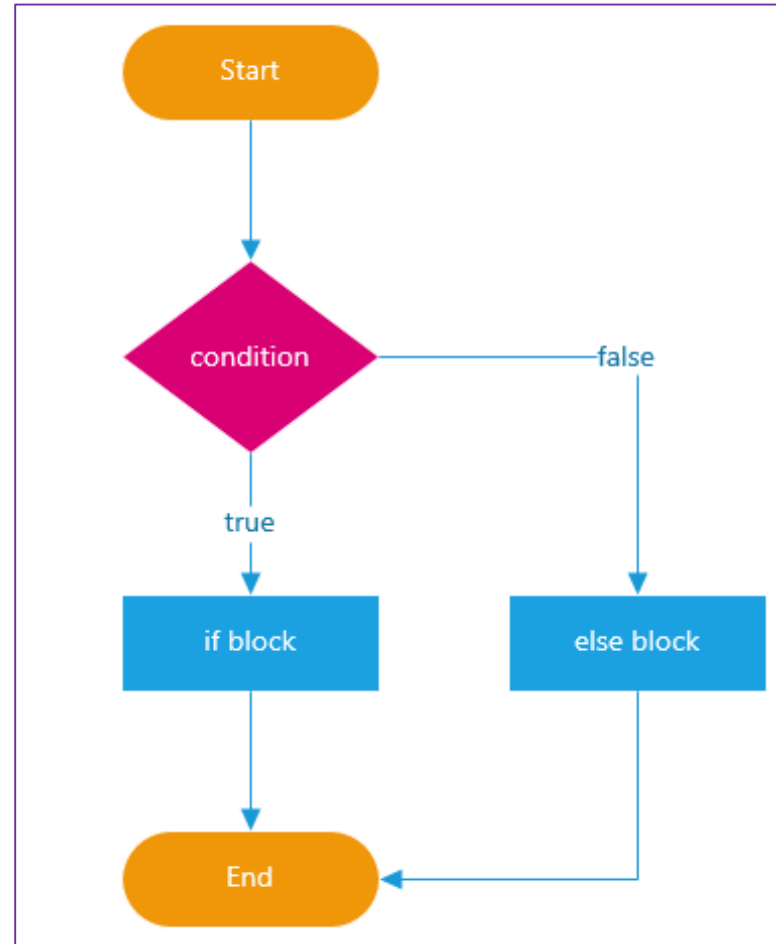 Start
condition
false
true
if block
else block
End